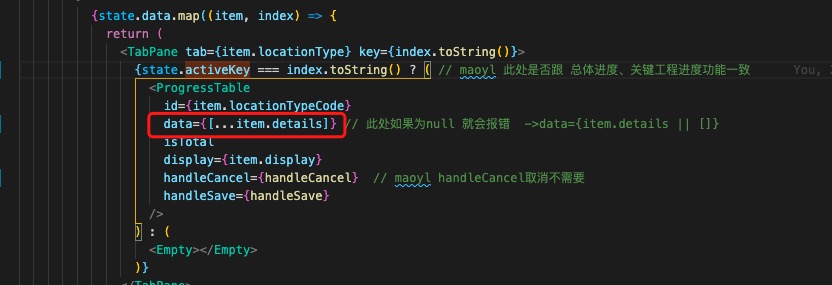 {state.data.map((item, index) => {
return (
<TabPane tab={item.locationType} key={index.toString()}>
{state.activeKey === index.toString() ? ( // maoyl 此处是否跟 总体进度、关键工程进度功能一致 You,
<ProgressTable
id={item.locationTypeCode}
data={[...item.details]} // 此处如果为null 就会报错 ->data={item.details || []}
isTotal
display={item.display}
handleCancel={handleCancel} // maoyl handleCancel取消不需要
handleSave={handleSave}
/>
) : (
<Empty></Empty>
)}
</TabPane>